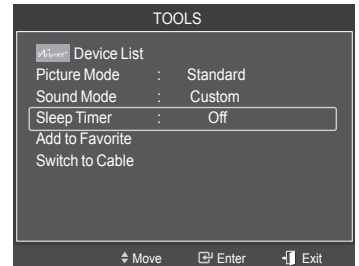 TOOLS
Device List
Picture Mode : Standard
Sound Mode : Custom
Sleep Timer : Off
Add to Favorite
Switch to Cable
Move Enter Exit